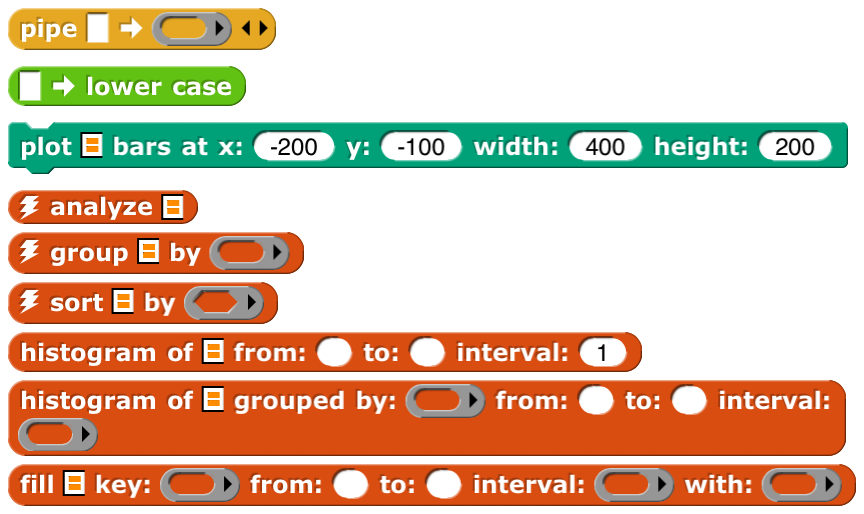 pipe
lower case
plot bars at x: -200 y: -100 width: 400 height: 200
analyze
group by
sort by
histogram of from: to: interval: 1
histogram of grouped by: from: to: interval:
fill key: from: to: interval: with: